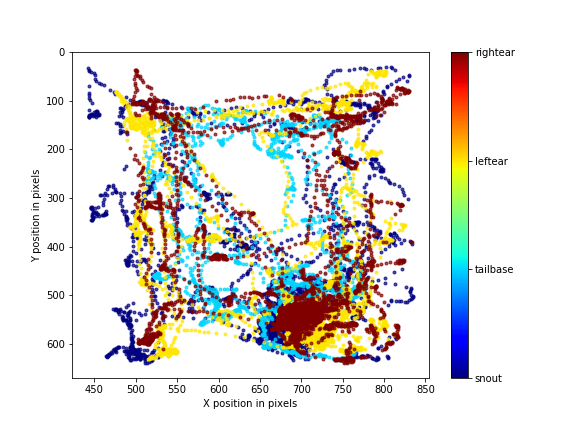 0
100
200
300
400
500
600
Y position in pixels
450
500
550
600
650
700
750
800
850
X position in pixels
rightear
leftear
tailbase
snout